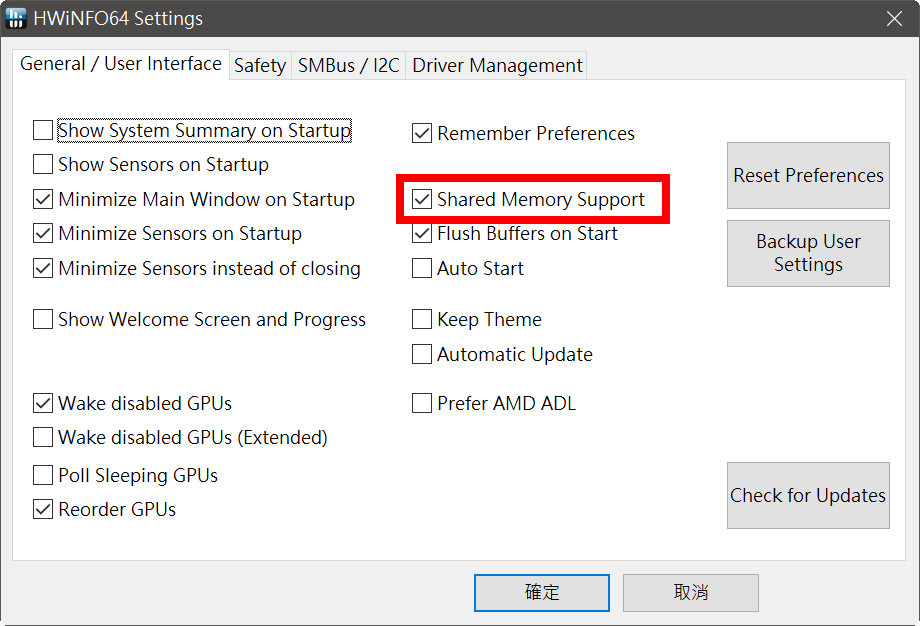 HWiNFO64 Settings
General / User Interface
Safety
SMBus / I2C
Driver Management
Show System Summary on Startup
Show Sensors on Startup
Minimize Main Window on Startup
Minimize Sensors on Startup
Minimize Sensors instead of closing
Show Welcome Screen and Progress
Wake disabled GPUs
Wake disabled GPUs (Extended)
Poll Sleeping GPUs
Reorder GPUs
Remember Preferences
Shared Memory Support
Flush Buffers on Start
Auto Start
Keep Theme
Automatic Update
Prefer AMD ADL
Reset Preferences
Backup User
Settings
Check for Updates
確定
取消